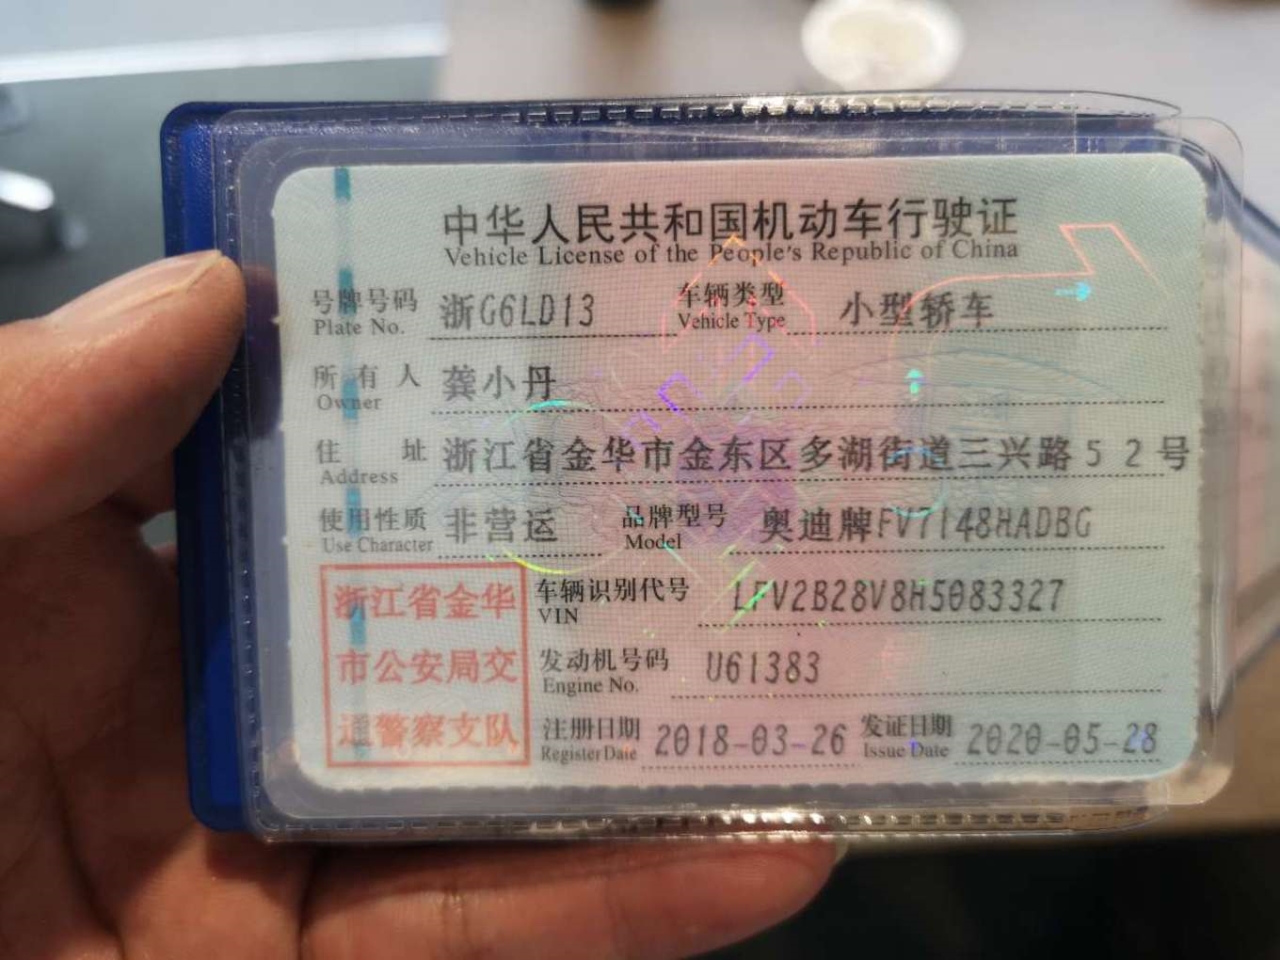 中华人民共和国机动车行驶证
Vehicle License of the People's Republic of China
号牌号码 浙G6LD13 车辆类型 小型轿车
Plate No. Vehicle Type
所有人 龚小丹
Owner
住址 浙江省金华市金东区多湖街道三兴路52号
Address
使用性质 非营运 品牌型号 奥迪牌FV7148HADBG
Use Character Model
浙江省金华
市公安局交
通警察支队
车辆识别代号 LFV2B28V8H5083327
VIN
发动机号码 U61383
Engine No.
注册日期 2018-03-26 发证日期 2020-05-28
Register Date Issue Date